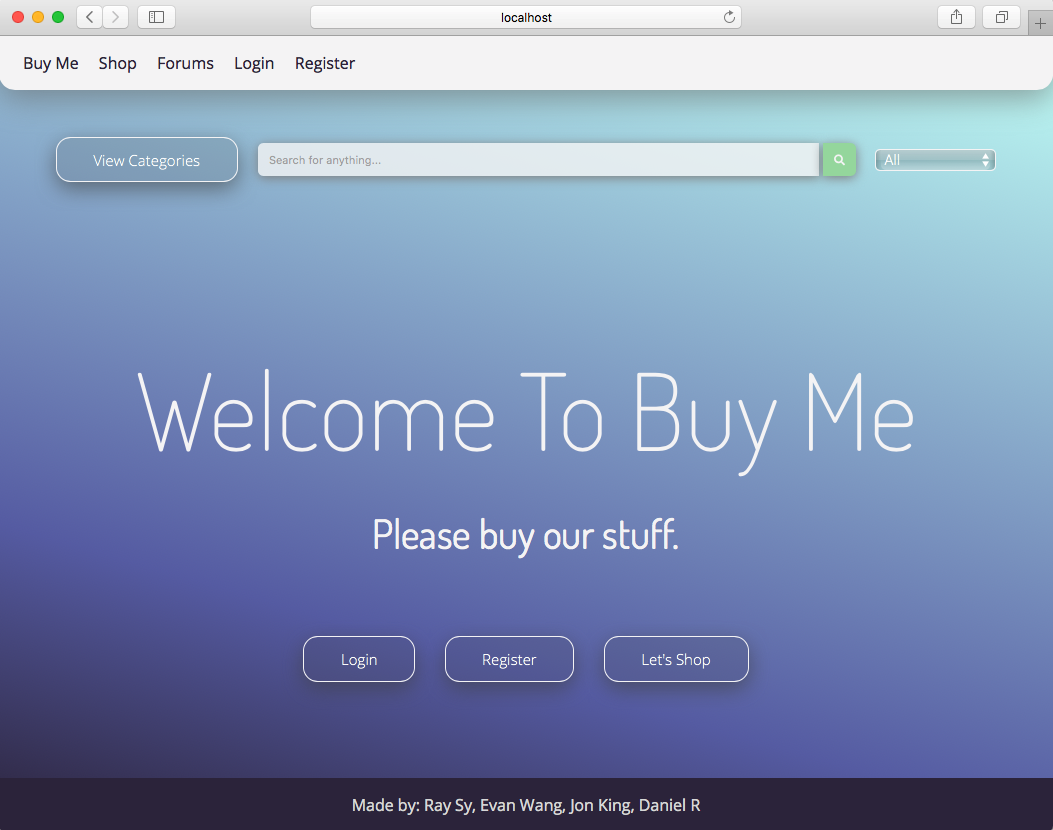 localhost
Buy Me Shop Forums Login Register
View Categories Search for anything... All
Welcome To Buy Me
Please buy our stuff.
Login Register Let's Shop
Made by: Ray Sy, Evan Wang, Jon King, Daniel R